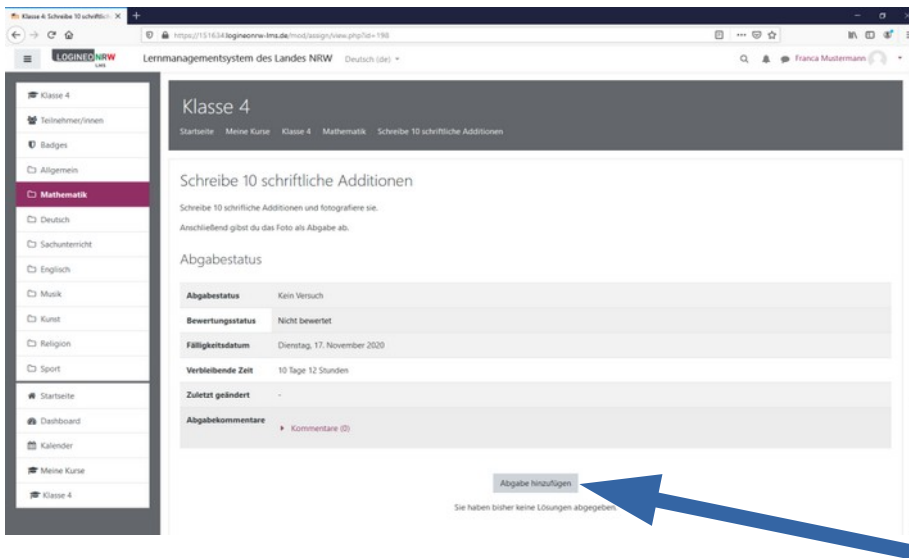 Klasse 4: Schreibe 10 schriftlich
https://151634.logineonrw-lms.de/mod/assign/view.php?id=198
LOGINEO NRW
LMS
Lernmanagementsystem des Landes NRW
Deutsch (de)
Franca Mustermann
Klasse 4
Teilnehmer/innen
Badges
Allgemein
Mathematik
Deutsch
Sachunterricht
Englisch
Musik
Kunst
Religion
Sport
Startseite
Dashboard
Kalender
Meine Kurse
Klasse 4
Klasse 4
Startseite Meine Kurse Klasse 4 Mathematik Schreibe 10 schriftliche Additionen
Schreibe 10 schriftliche Additionen
Schreibe 10 schrifliche Additionen und fotografiere sie.
Anschließend gibst du das Foto als Abgabe ab.
Abgabestatus
Abgabestatus Kein Versuch
Bewertungsstatus Nicht bewertet
Fälligkeitsdatum Dienstag, 17. November 2020
Verbleibende Zeit 10 Tage 12 Stunden
Zuletzt geändert -
Abgabekommentare Kommentare (0)
Abgabe hinzufügen
Sie haben bisher keine Lösungen abgegeben.